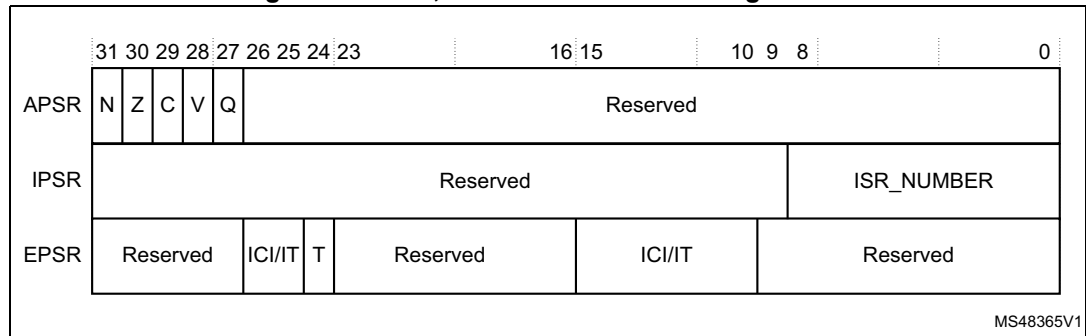 31 30 29 28 27 26 25 24 23 16 15 10 9 8 0
APSR N Z C V Q Reserved
IPSR Reserved ISR_NUMBER
EPSR Reserved ICI/IT T Reserved ICI/IT Reserved
MS48365V1